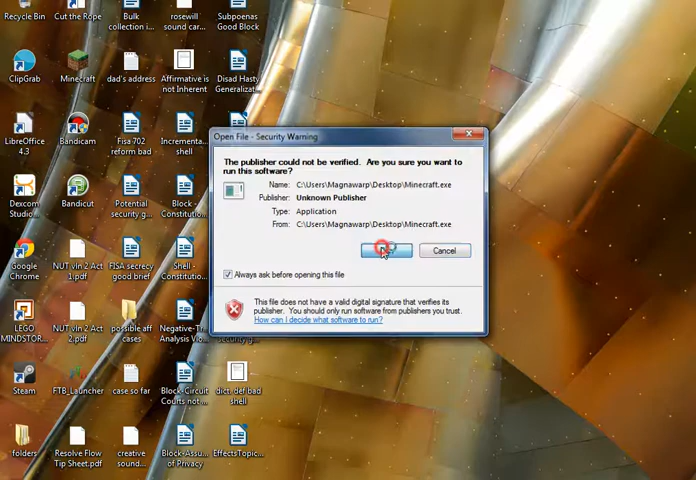 Recycle Bin
Cut the Rope
Bulk
collection i...
rosewill
sound car...
Subpoenas
Good Forg...
ClipGrab
Minecraft
dad's address
Affirmative is
not Inherent
Disad Hasty
Generalizat...
LibreOffice
4.3
Bandicam
Fisa 702
reform bad
Incrementa...
shell
Dexcom
Studio...
Bandicut
Potential
security g...
Block-
Constitutio...
Google
Chrome
NUT vln 2 Act
1.pdf
FISA secrecy
good brief
Shell -
Constitutio...
LEGO
MINDSTOR...
NUT vln 2 Act
2.pdf
possible aff
cases
Negative-Th...
Analysis Vio...
Steam
FTB_Launcher
case so far
Block-Circuit
Courts not...
dict- def bad
shell
folders
Resolve Flow
Tip Sheet.pdf
creative
sound...
Block-Assu...
of Privacy
EffectsTopic...
Open File - Security Warning
The publisher could not be verified. Are you sure you want to
run this software?
Name: C:\Users\Magnawarp\Desktop\Minecraft.exe
Publisher: Unknown Publisher
Type: Application
From: C:\Users\Magnawarp\Desktop\Minecraft.exe
Cancel
Always ask before opening this file
This file does not have a valid digital signature that verifies its
publisher. You should only run software from publishers you trust.
How can I decide what software to run?